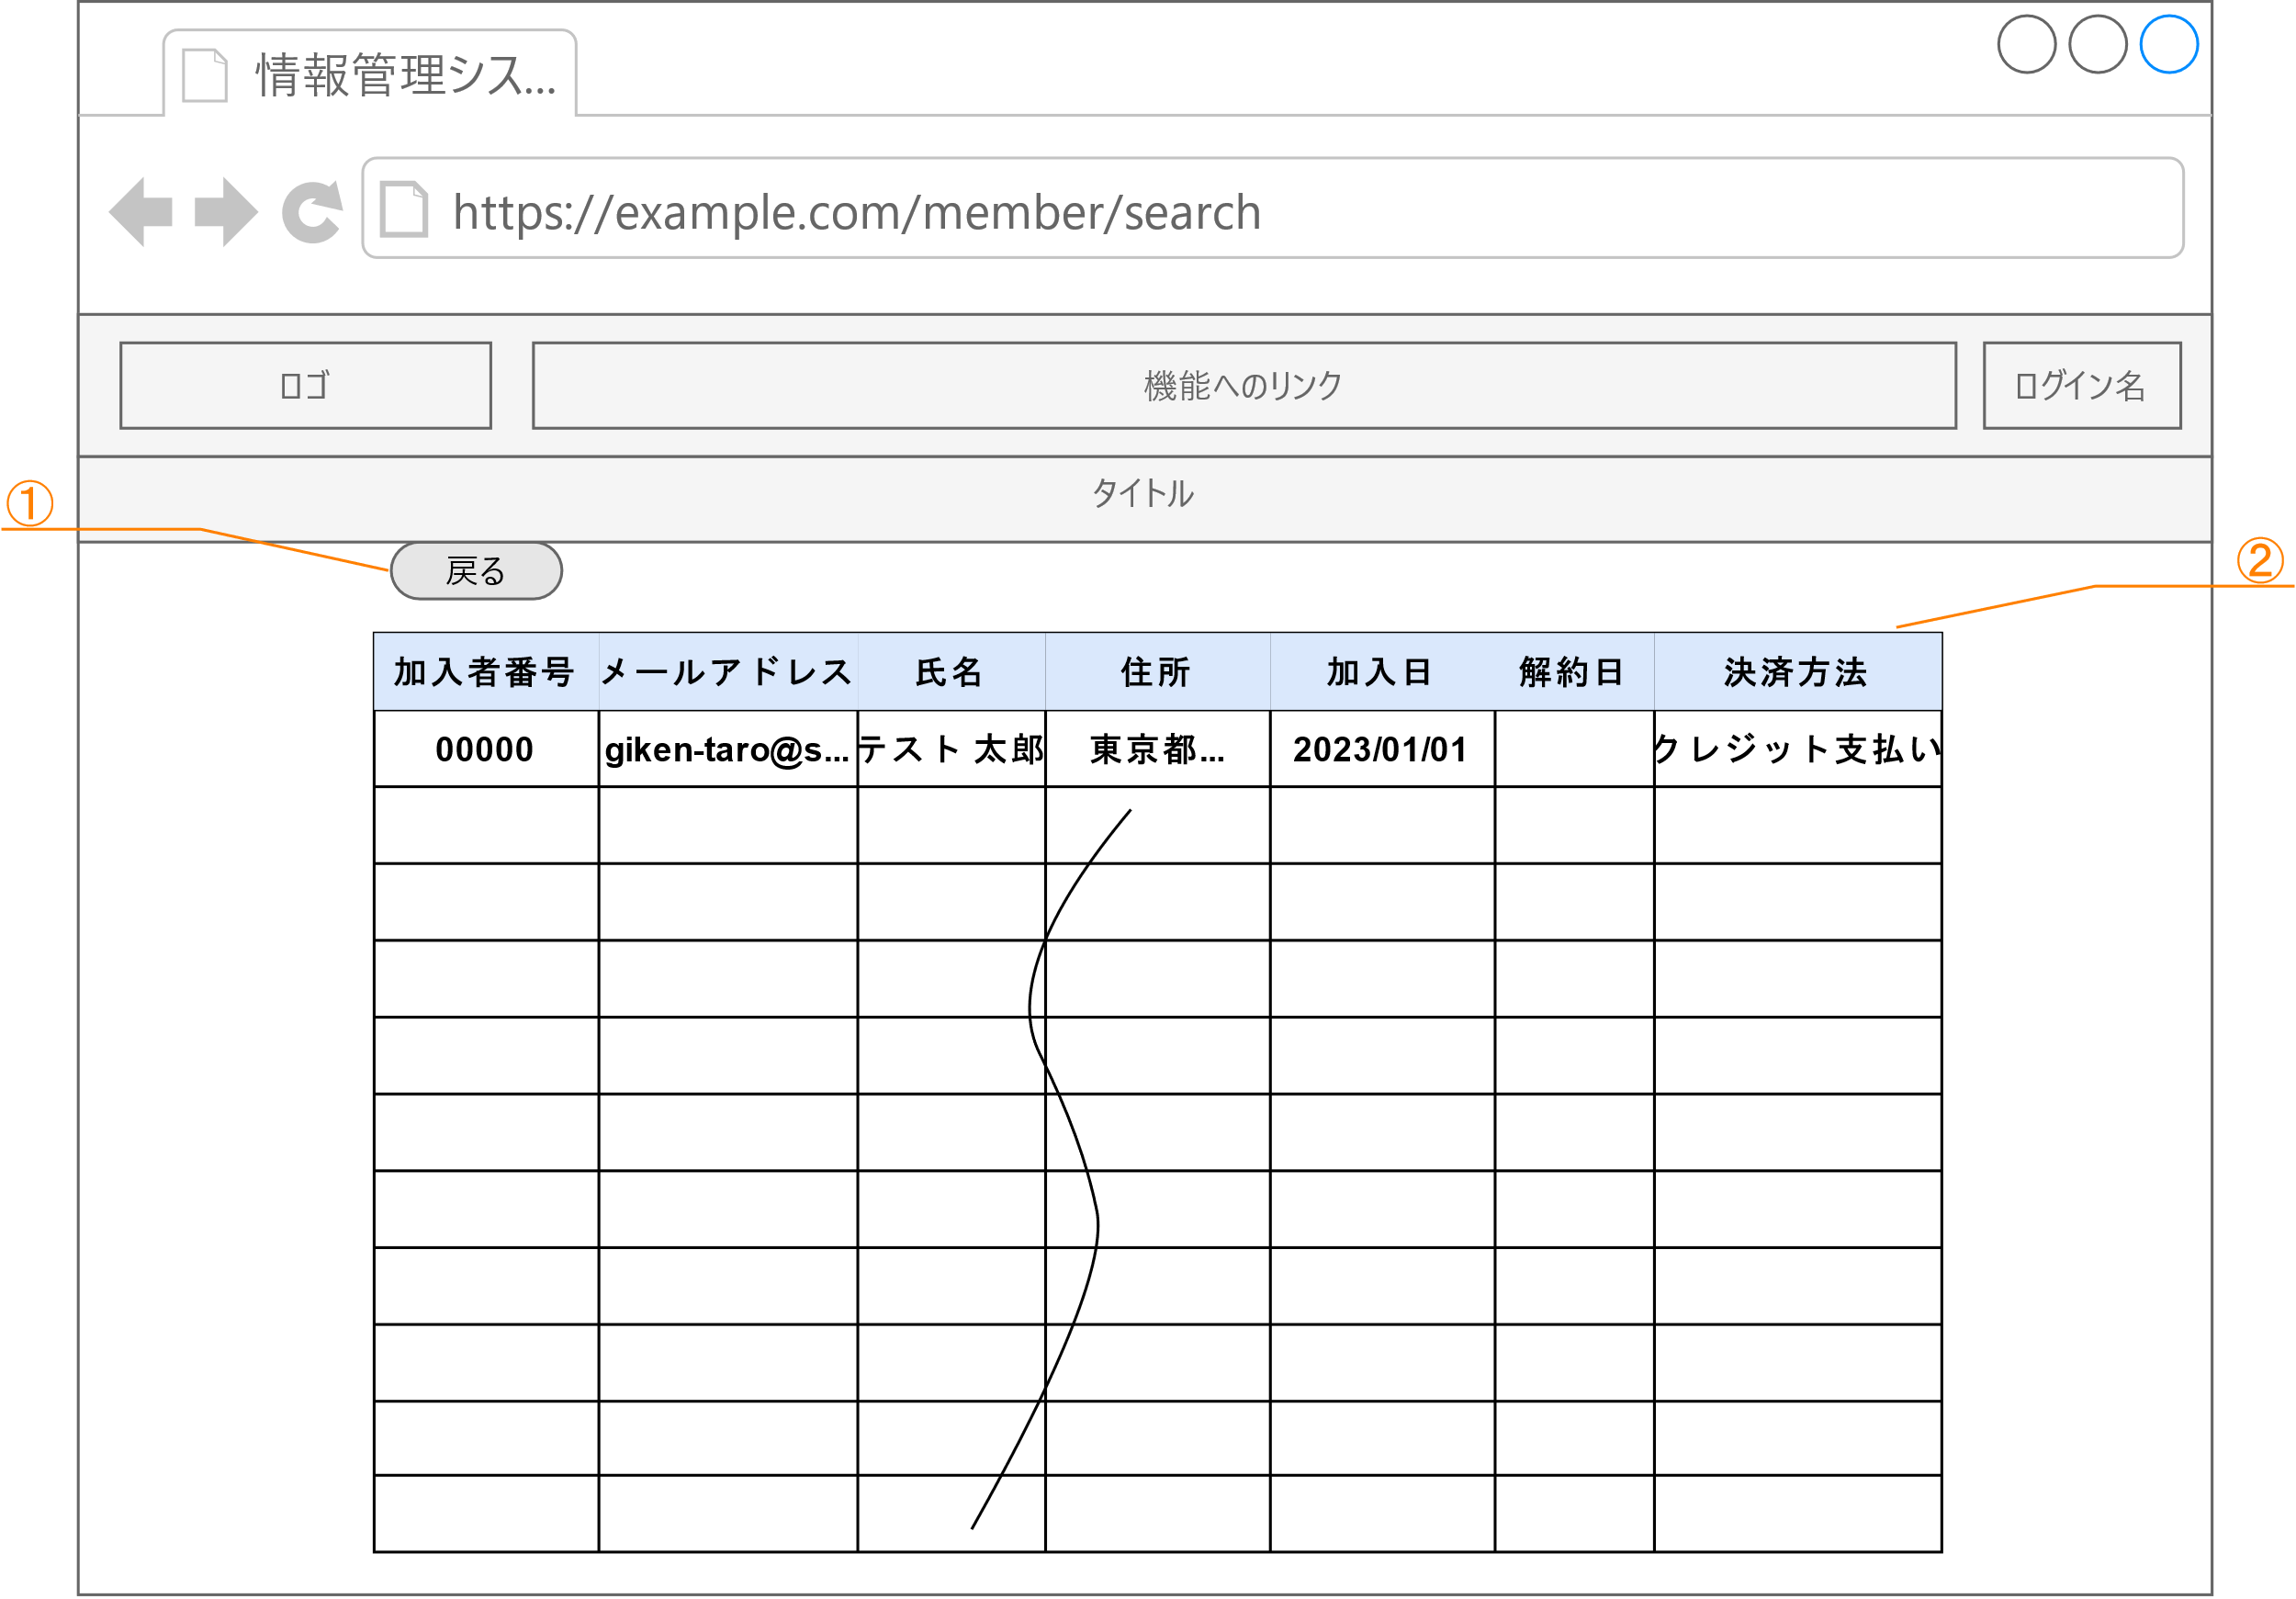 情報管理シス...
https://example.com/member/search
ロゴ
機能へのリンク
ログイン名
タイトル
①
戻る
②
加入者番号 メールアドレス 氏名 住所 加入日 解約日 決済方法
00000 giken-taro@s... テスト 太郎 東京都... 2023/01/01 クレジット支払い